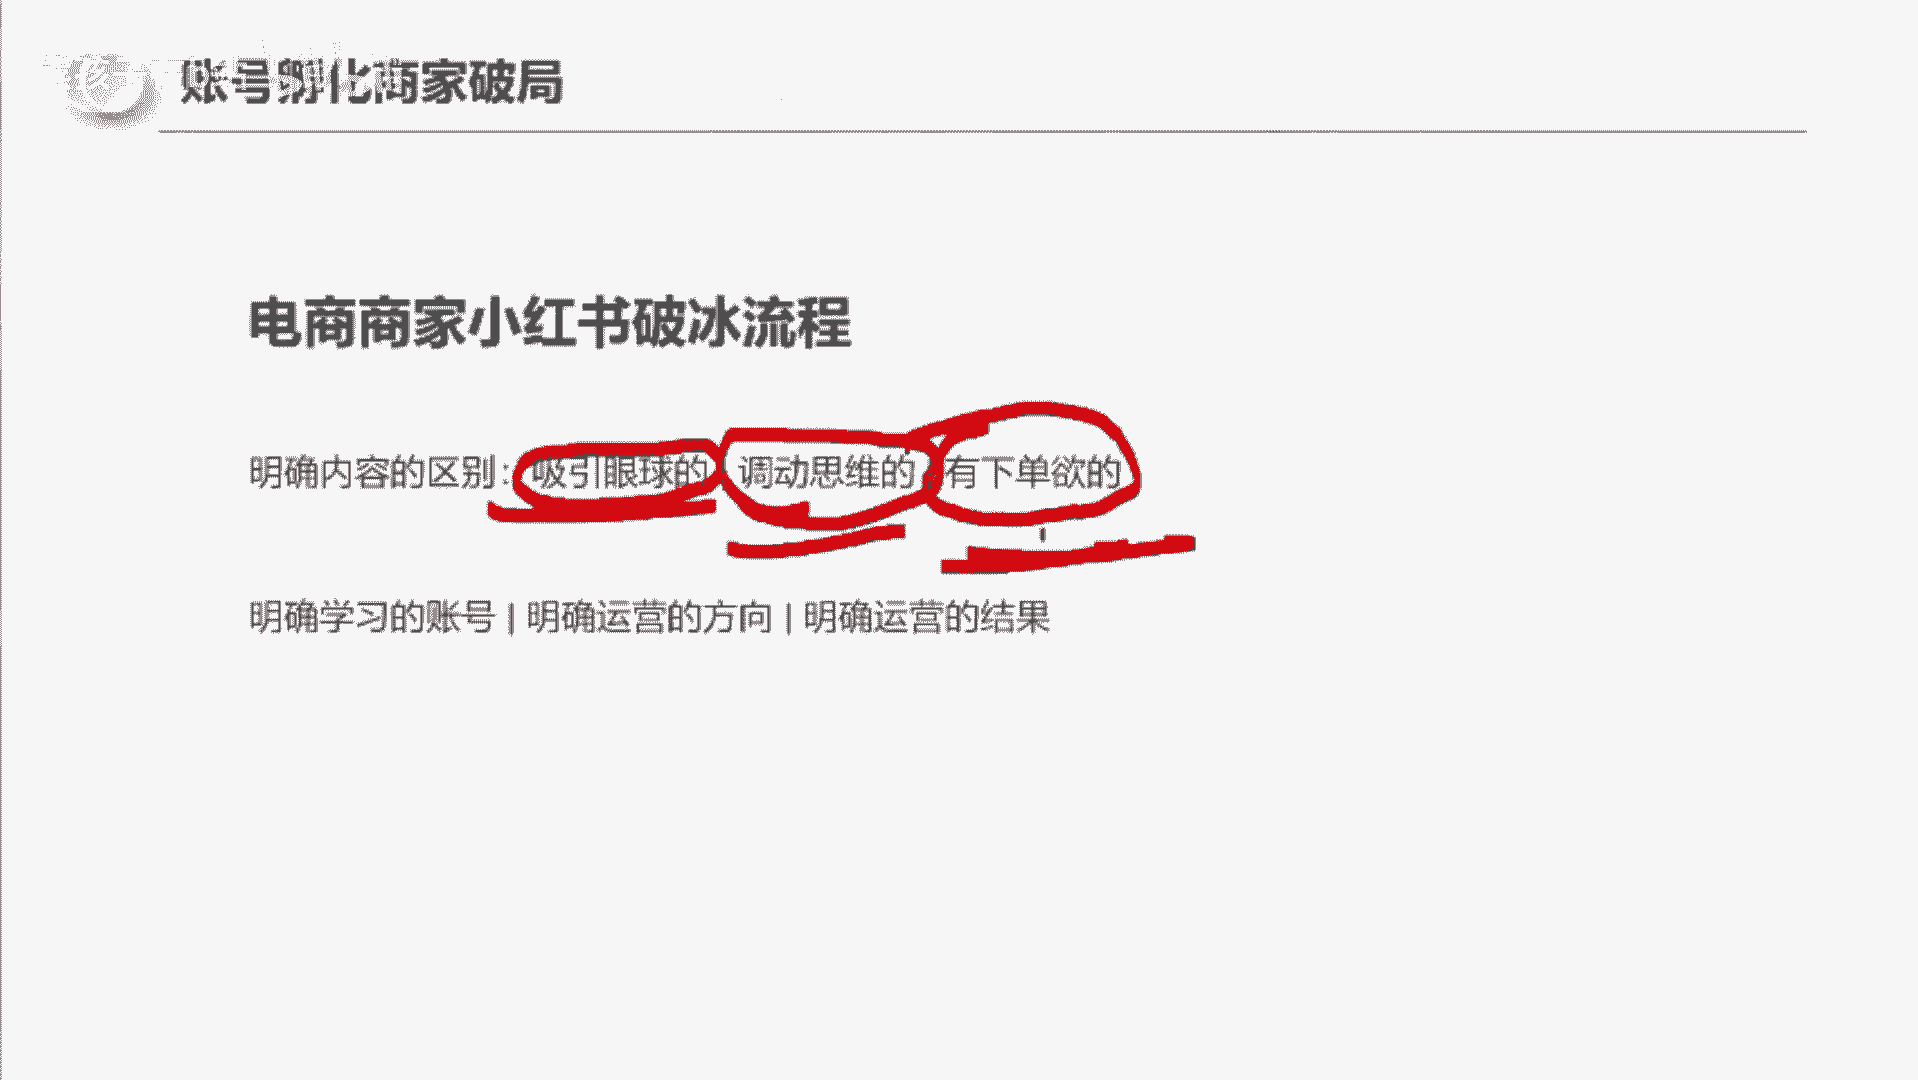 账号孵化商家破局
电商商家小红书破冰流程
明确内容的区别：吸引眼球的 调动思维的 有下单欲的
明确学习的账号 | 明确运营的方向 | 明确运营的结果